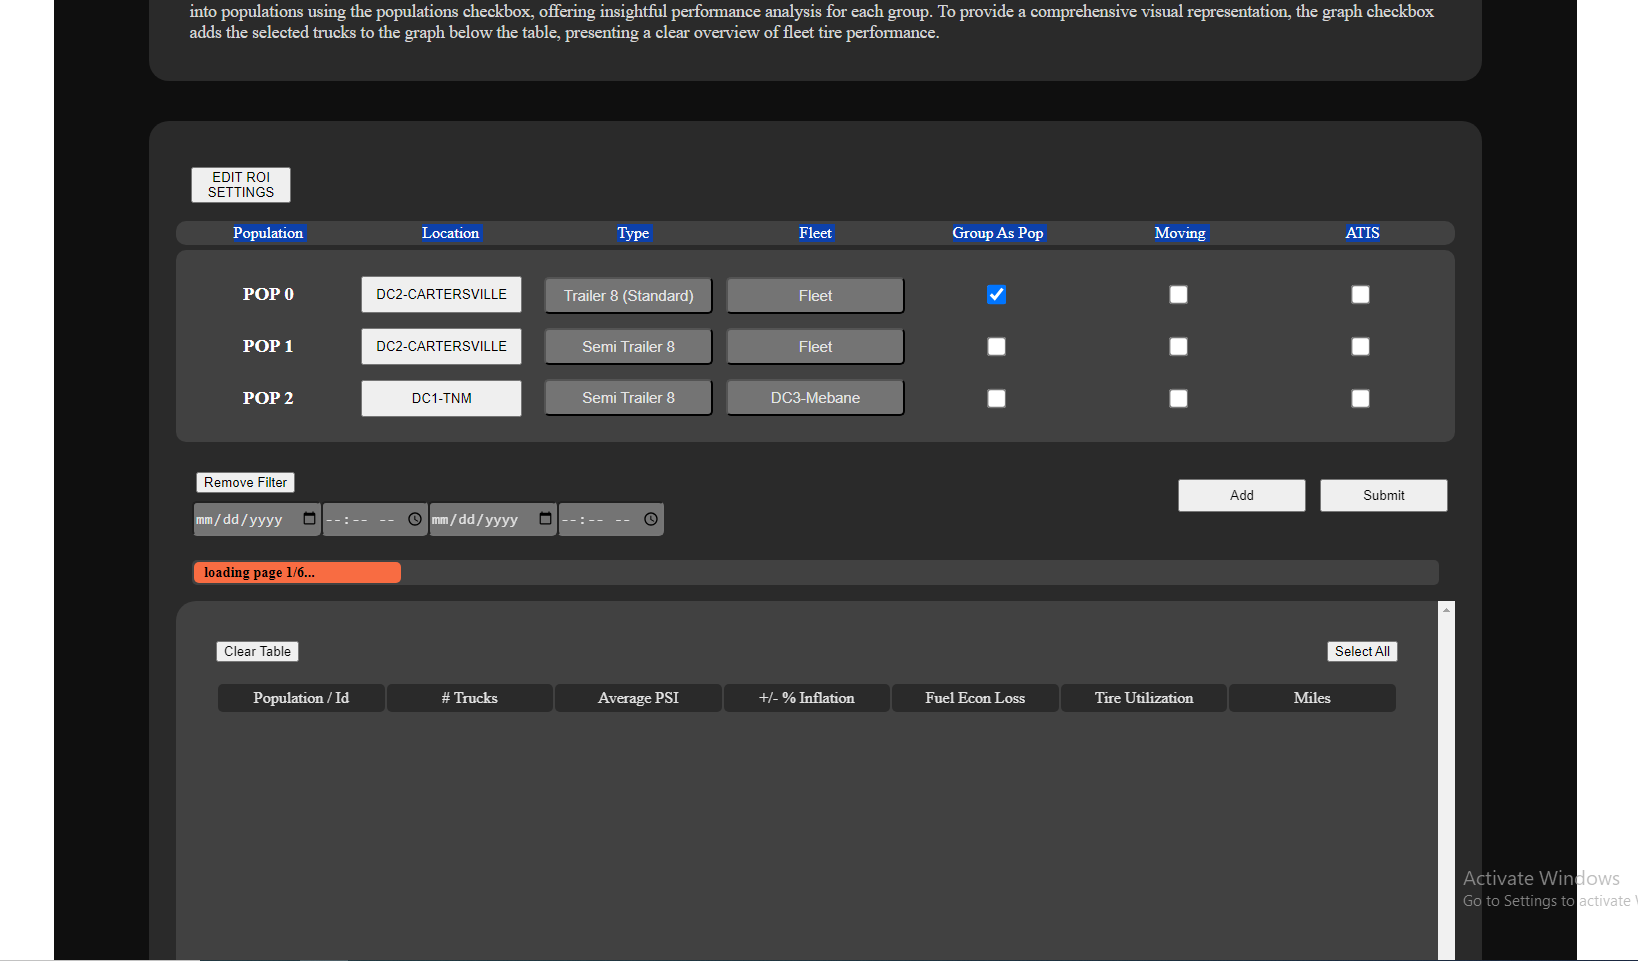 into populations using the populations checkbox, offering insightful performance analysis for each group. To provide a comprehensive visual representation, the graph checkbox
adds the selected trucks to the graph below the table, presenting a clear overview of fleet tire performance.
EDIT ROI
SETTINGS
Population Location Type Fleet Group As Pop Moving ATIS
POP 0 DC2-CARTERSVILLE Trailer 8 (Standard) Fleet
POP 1 DC2-CARTERSVILLE Semi Trailer 8 Fleet
POP 2 DC1-TNM Semi Trailer 8 DC3-Mebane
Remove Filter
Add Submit
mm/dd/yyyy --:-- -- mm/dd/yyyy --:-- --
loading page 1/6...
Clear Table Select All
Population / Id # Trucks Average PSI +/- % Inflation Fuel Econ Loss Tire Utilization Miles
Activate Windows
Go to Settings to activate